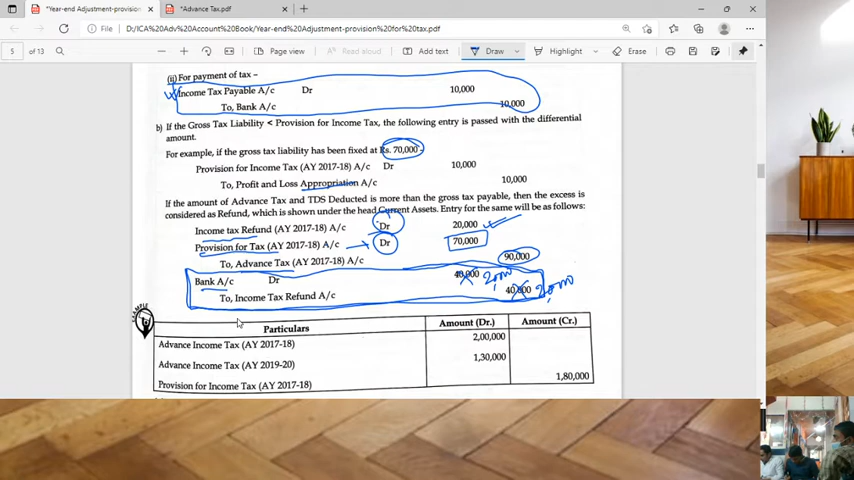 *Year-end Adjustment-provision
*Advance Tax.pdf
File
D:/ICA%20Adv%20Account%20Book/Year-end%20Adjustment-provision%20for%20tax.pdf
5 of 13
Page view
Read aloud
Add text
Draw
Highlight
Erase
(ii) For payment of tax –
Income Tax Payable A/c Dr 10,000
To, Bank A/c 10,000
b) If the Gross Tax Liability < Provision for Income Tax, the following entry is passed with the differential
amount.
For example, if the gross tax liability has been fixed at Rs. 70,000-
Provision for Income Tax (AY 2017-18) A/c Dr 10,000
To, Profit and Loss Appropriation A/c 10,000
If the amount of Advance Tax and TDS Deducted is more than the gross tax payable, then the excess is
considered as Refund, which is shown under the head Current Assets. Entry for the same will be as follows:
Income tax Refund (AY 2017-18) A/c Dr 20,000
Provision for Tax (AY 2017-18) A/c Dr 70,000
To, Advance Tax (AY 2017-18) A/c 90,000
Bank A/c Dr 40,000
To, Income Tax Refund A/c 40,000
EXAMPLE
Particulars Amount (Dr.) Amount (Cr.)
Advance Income Tax (AY 2017-18) 2,00,000
Advance Income Tax (AY 2019-20) 1,30,000
Provision for Income Tax (AY 2017-18) 1,80,000